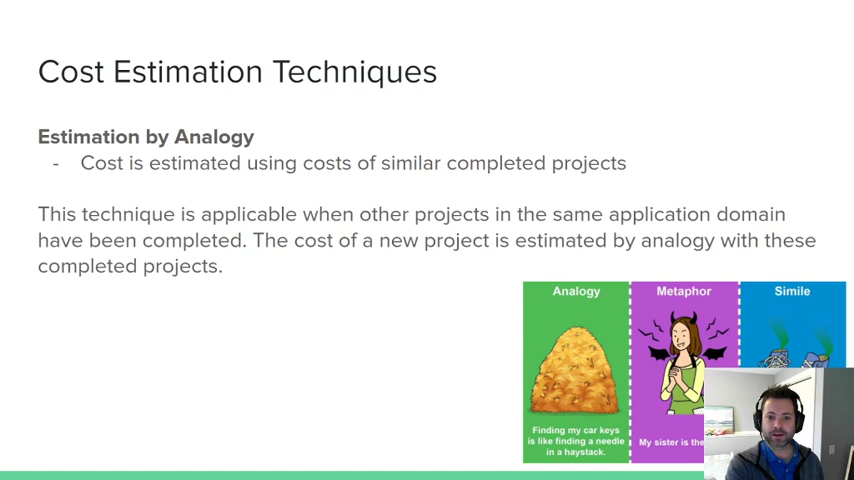 Cost Estimation Techniques
Estimation by Analogy
- Cost is estimated using costs of similar completed projects
This technique is applicable when other projects in the same application domain
have been completed. The cost of a new project is estimated by analogy with these
completed projects.
Analogy
Metaphor
Simile
Finding my car keys
is like finding a needle
in a haystack.
My sister is the